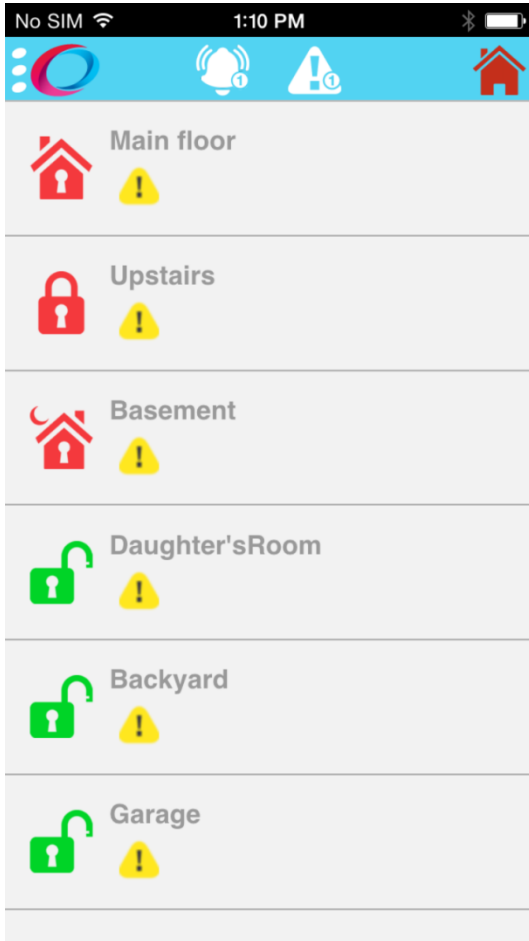 No SIM 1:10 PM
1 1
Main floor
!
Upstairs
!
Basement
!
Daughter'sRoom
!
Backyard
!
Garage
!